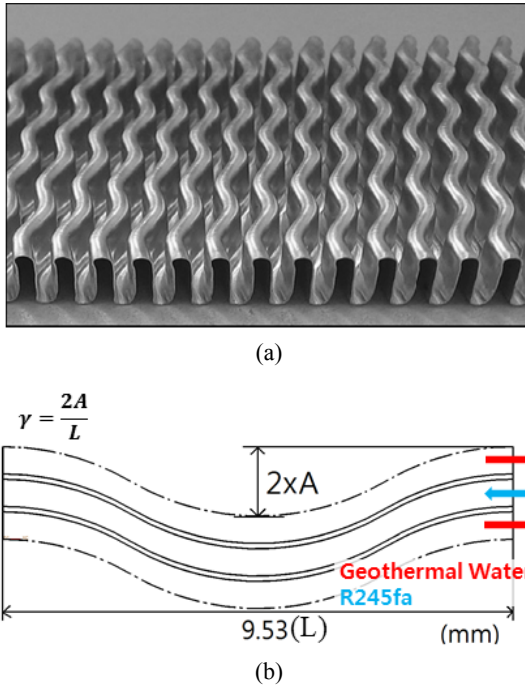 (a)
γ = 2A / L
2xA
Geothermal Water
R245fa
9.53(L)
(mm)
(b)